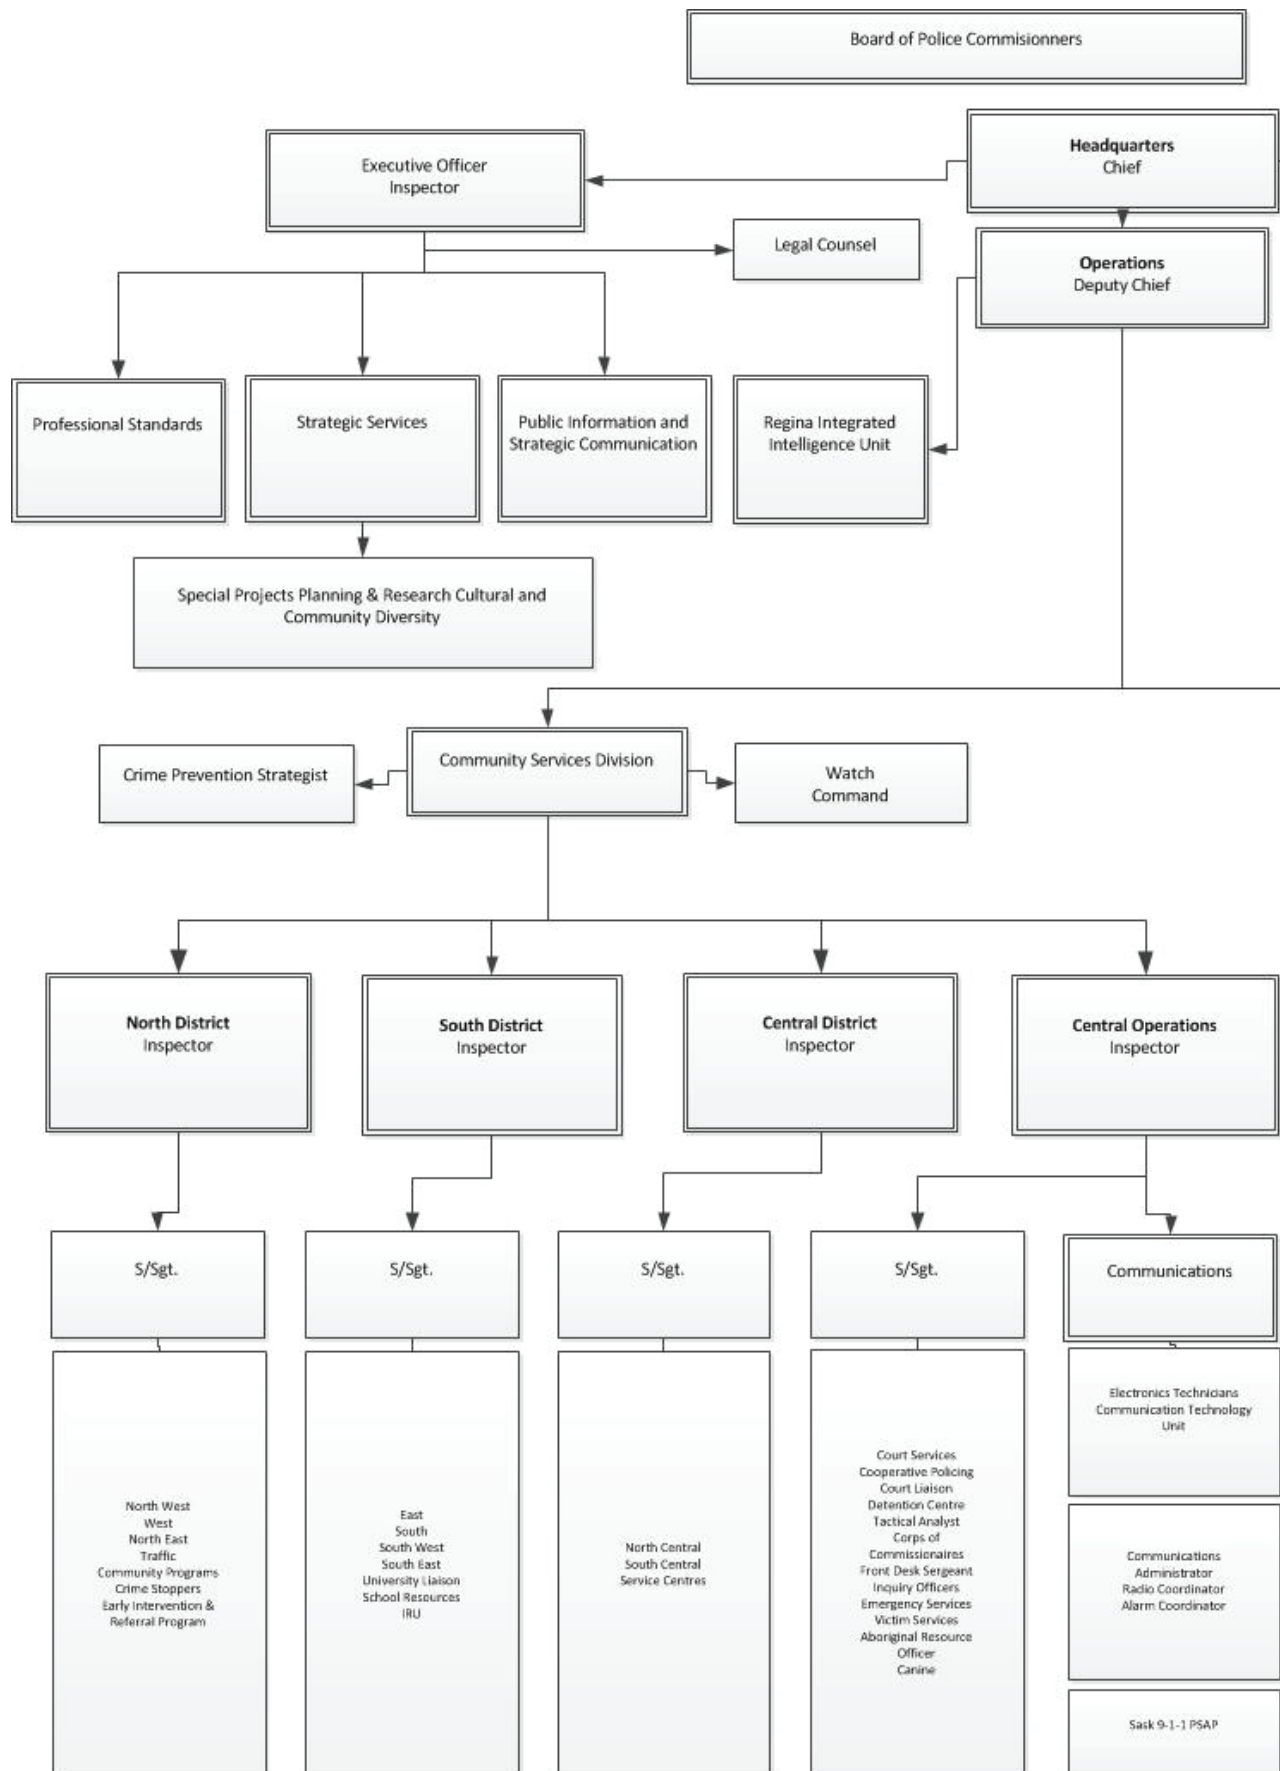 Board of Police Commisionners
Headquarters
Chief
Executive Officer
Inspector
Legal Counsel
Operations
Deputy Chief
Professional Standards
Strategic Services
Public Information and
Strategic Communication
Regina Integrated
Intelligence Unit
Special Projects Planning & Research Cultural and
Community Diversity
Crime Prevention Strategist
Community Services Division
Watch
Command
North District
Inspector
South District
Inspector
Central District
Inspector
Central Operations
Inspector
S/Sgt.
S/Sgt.
S/Sgt.
S/Sgt.
Communications
North West
West
North East
Traffic
Community Programs
Crime Stoppers
Early Intervention &
Referral Program
East
South
South West
South East
University Liaison
School Resources
IRU
North Central
South Central
Service Centres
Court Services
Cooperative Policing
Court Liaison
Detention Centre
Tactical Analyst
Corps of
Commissionaires
Front Desk Sergeant
Inquiry Officers
Emergency Services
Victim Services
Aboriginal Resource
Officer
Canine
Electronics Technicians
Communication Technology
Unit
Communications
Administrator
Radio Coordinator
Alarm Coordinator
Sask 9-1-1 PSAP